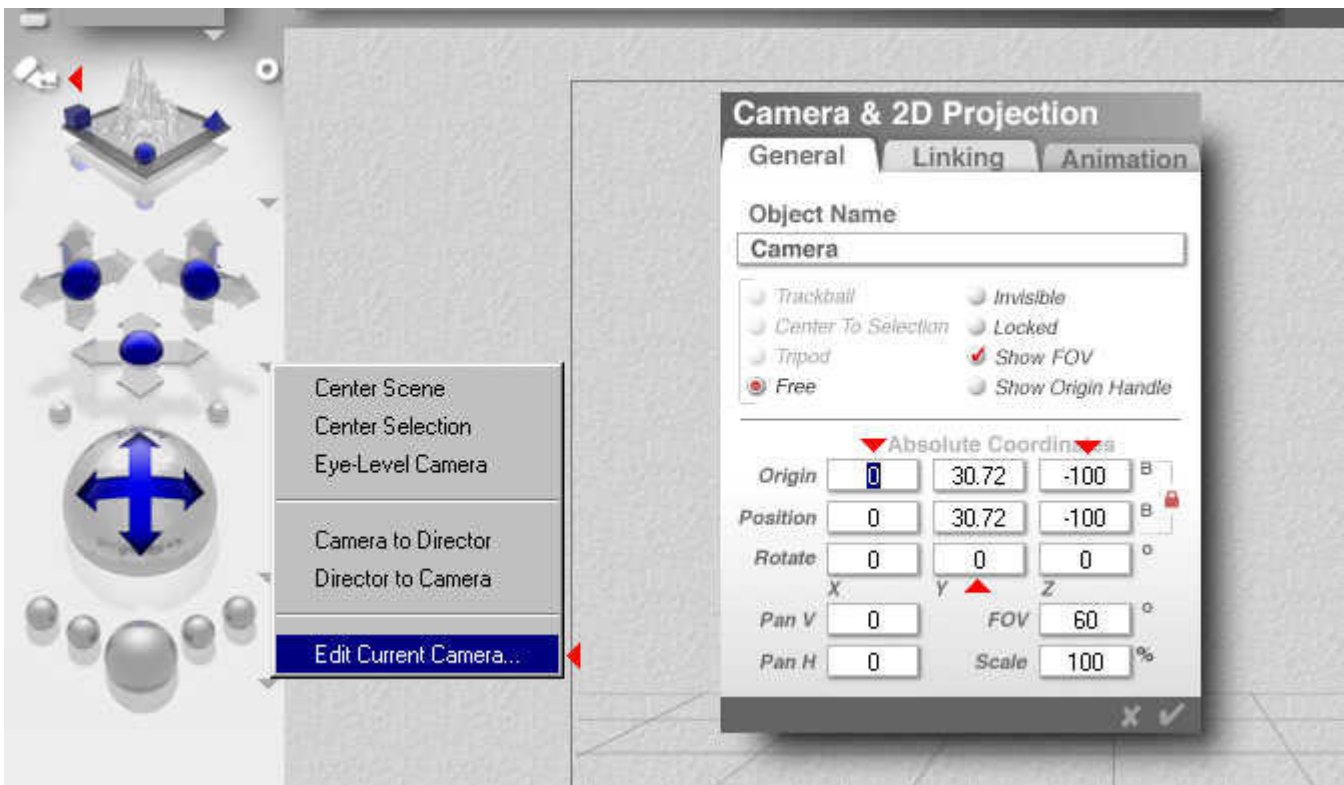 Camera & 2D Projection
General Linking Animation
Object Name
Camera
Trackball Invisible
Center To Selection Locked
Tripod Show FOV
Free Show Origin Handle
Absolute Coordinates
Origin 0 30.72 -100 B
Position 0 30.72 -100 B
Rotate 0 0 0 °
X Y Z
Pan V 0 FOV 60 °
Pan H 0 Scale 100 %
Center Scene
Center Selection
Eye-Level Camera
Camera to Director
Director to Camera
Edit Current Camera...